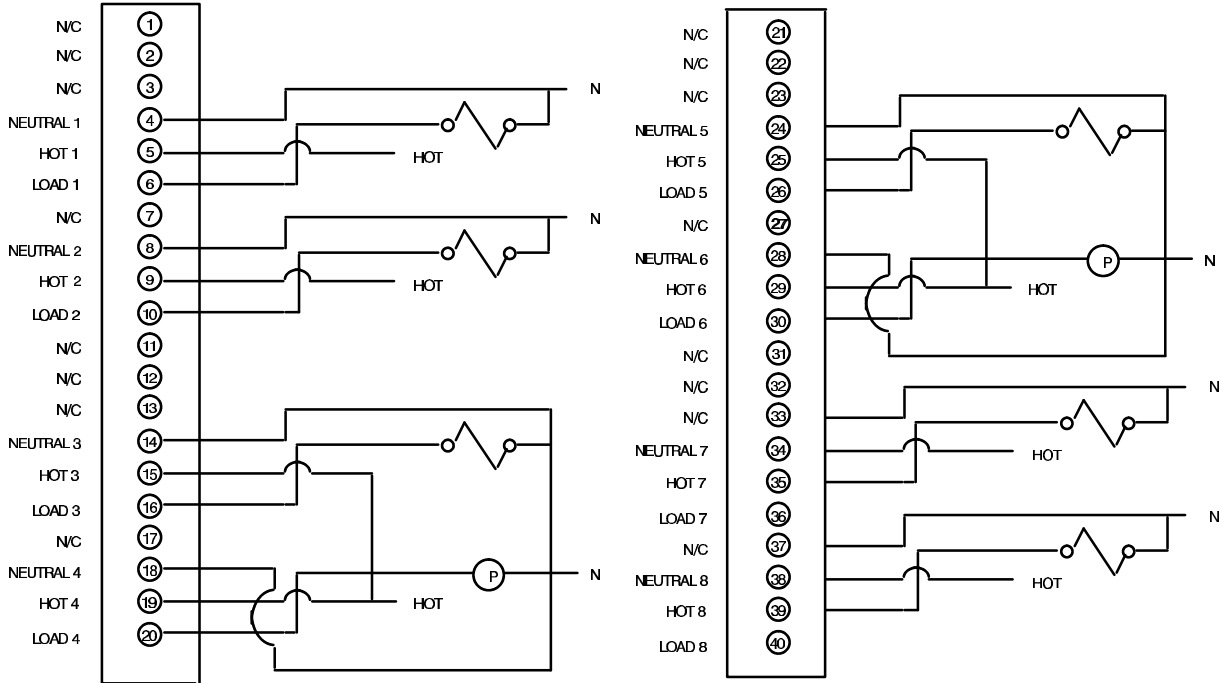 N/C 1
N/C 2
N/C 3
N
NEUTRAL 1 4
HOT 1 5 HOT
LOAD 1 6
N/C 7
N
NEUTRAL 2 8
HOT 2 9 HOT
LOAD 2 10
N/C 11
N/C 12
N/C 13
NEUTRAL 3 14
HOT 3 15
LOAD 3 16
N/C 17
NEUTRAL 4 18 P N
HOT 4 19 HOT
LOAD 4 20
N/C 21
N/C 22
N/C 23
NEUTRAL 5 24
HOT 5 25
LOAD 5 26
N/C 27
NEUTRAL 6 28 P N
HOT 6 29 HOT
LOAD 6 30
N/C 31
N/C 32 N
N/C 33
NEUTRAL 7 34 HOT
HOT 7 35
LOAD 7 36 N
N/C 37
NEUTRAL 8 38 HOT
HOT 8 39
LOAD 8 40